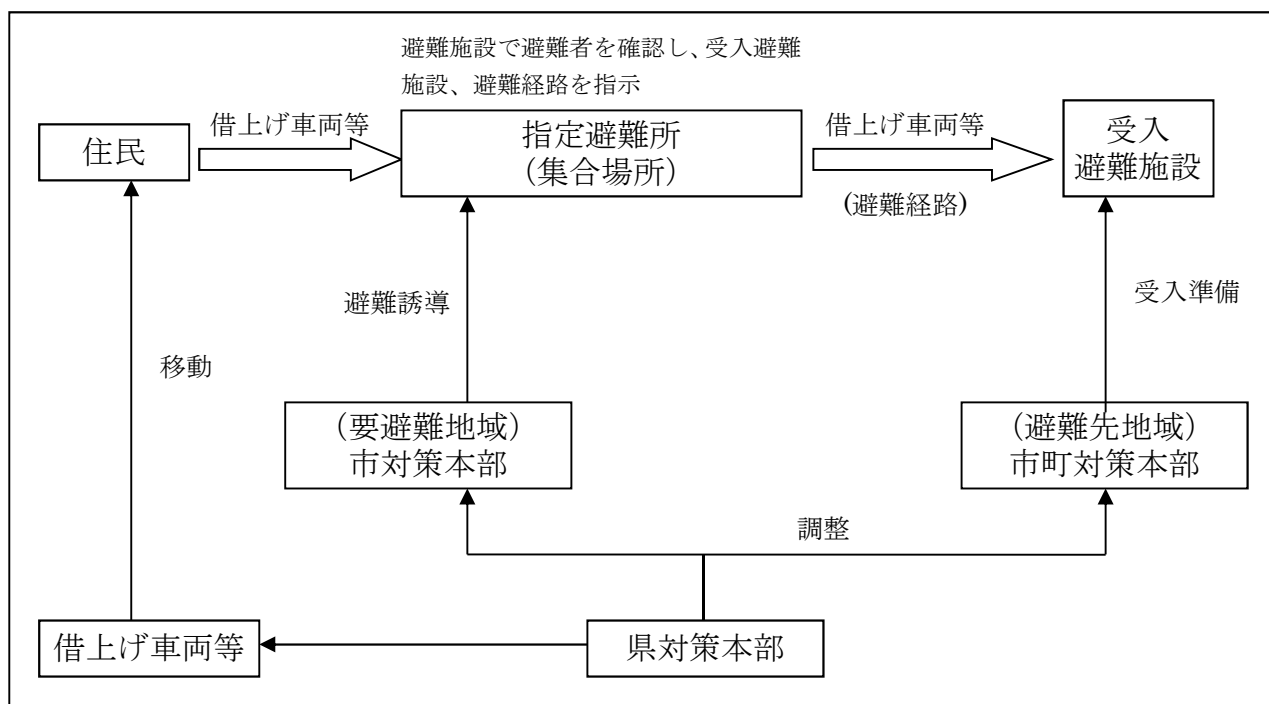 避難施設で避難者を確認し、受入避難
施設、避難経路を指示
住民
借上げ車両等
指定避難所
(集合場所)
借上げ車両等
(避難経路)
受入
避難施設
避難誘導
受入準備
移動
(要避難地域)
市対策本部
(避難先地域)
市町対策本部
調整
借上げ車両等
県対策本部